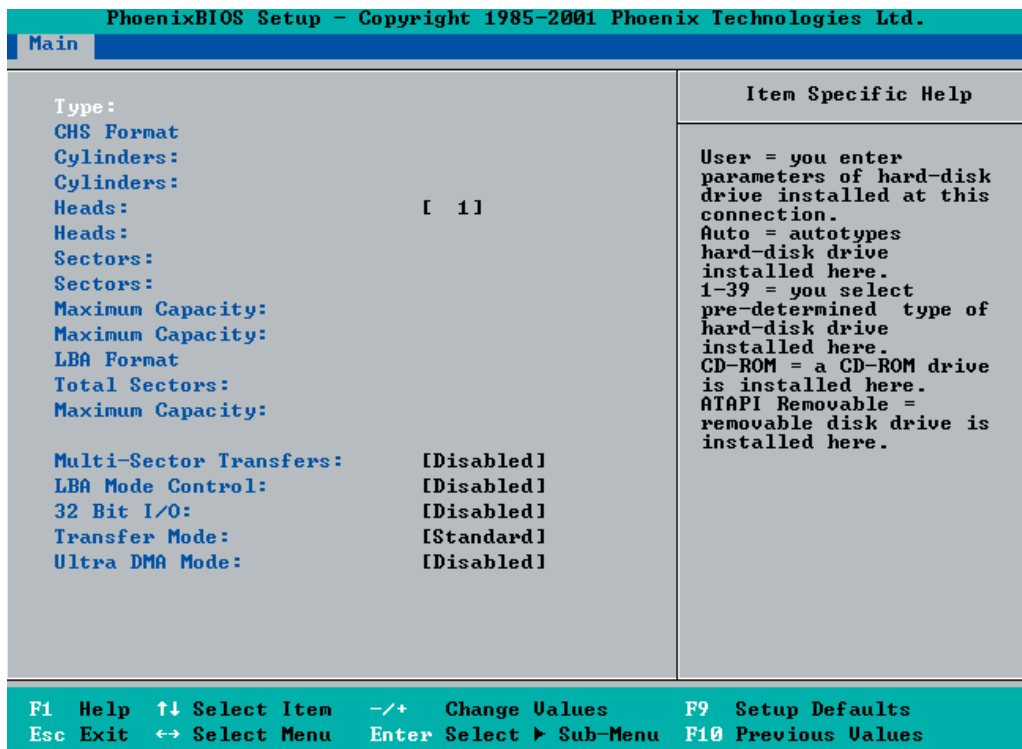 PhoenixBIOS Setup - Copyright 1985-2001 Phoenix Technologies Ltd.
Main
Type:
CHS Format
Cylinders:
Cylinders:
Heads: [ 1]
Heads:
Sectors:
Sectors:
Maximum Capacity:
Maximum Capacity:
LBA Format
Total Sectors:
Maximum Capacity:
Multi-Sector Transfers: [Disabled]
LBA Mode Control: [Disabled]
32 Bit I/O: [Disabled]
Transfer Mode: [Standard]
Ultra DMA Mode: [Disabled]
Item Specific Help
User = you enter
parameters of hard-disk
drive installed at this
connection.
Auto = autotypes
hard-disk drive
installed here.
1-39 = you select
pre-determined type of
hard-disk drive
installed here.
CD-ROM = a CD-ROM drive
is installed here.
ATAPI Removable =
removable disk drive is
installed here.
F1 Help ↑↓ Select Item -/+ Change Values F9 Setup Defaults
Esc Exit ↔ Select Menu Enter Select ▶ Sub-Menu F10 Previous Values